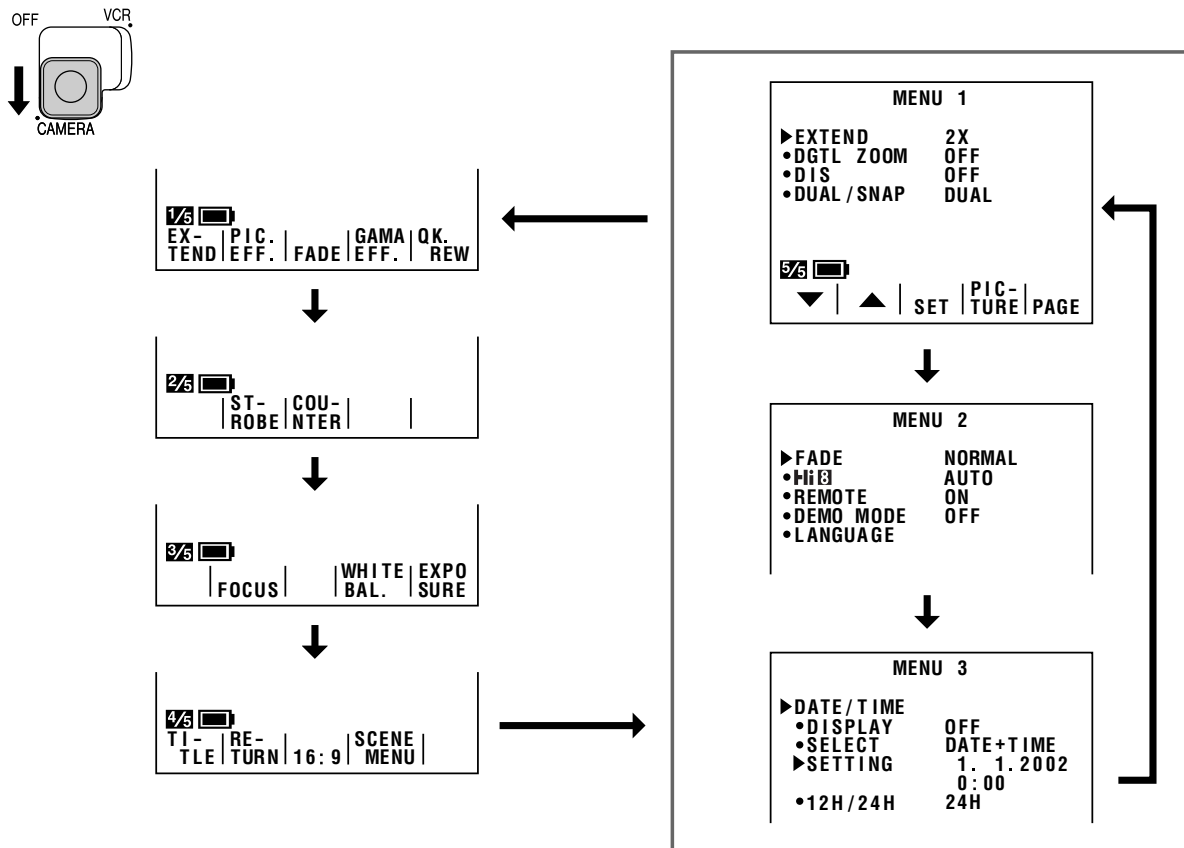 OFF VCR
CAMERA
1/5
EX- PIC. GAMA QK.
TEND EFF. FADE EFF. REW
2/5
ST- COU-
ROBE NTER
3/5
WHITE EXPO
FOCUS BAL. SURE
4/5
TI- RE- SCENE
TLE TURN 16:9 MENU
MENU 1
▶EXTEND 2X
•DGTL ZOOM OFF
•DIS OFF
•DUAL/SNAP DUAL
5/5
PIC-
▼ ▲ SET TURE PAGE
MENU 2
▶FADE NORMAL
•Hi8 AUTO
•REMOTE ON
•DEMO MODE OFF
•LANGUAGE
MENU 3
▶DATE/TIME
•DISPLAY OFF
•SELECT DATE+TIME
▶SETTING 1. 1.2002
0:00
•12H/24H 24H